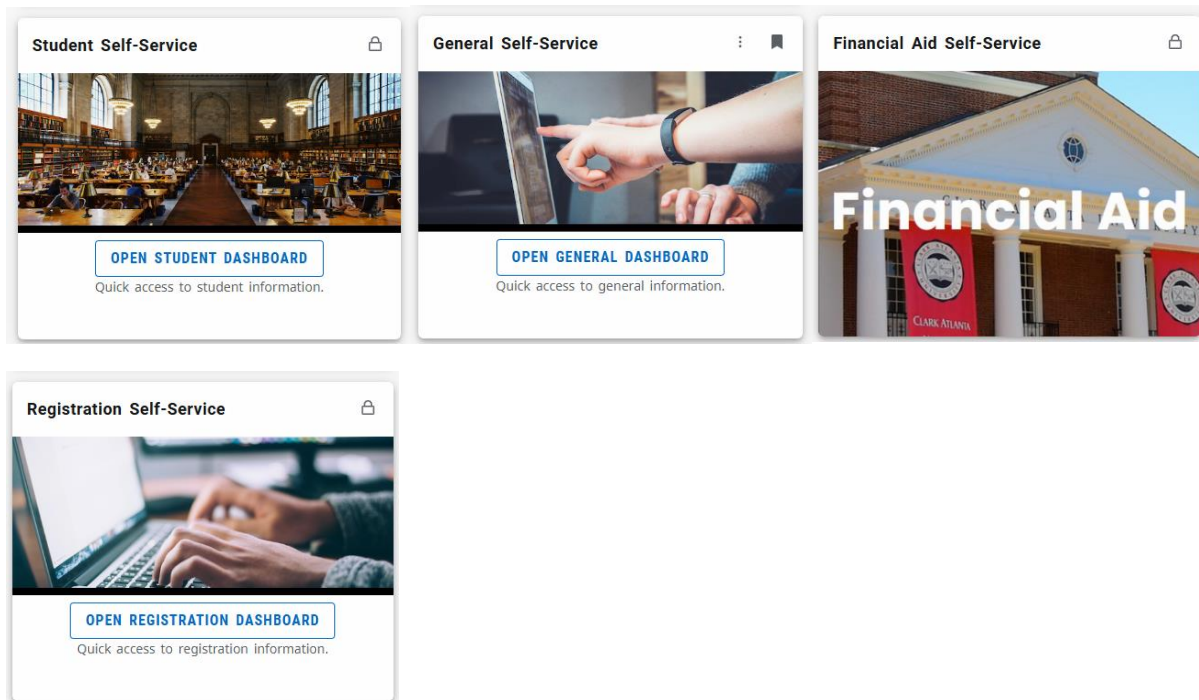 Student Self-Service
OPEN STUDENT DASHBOARD
Quick access to student information.
General Self-Service
OPEN GENERAL DASHBOARD
Quick access to general information.
Financial Aid Self-Service
Financial Aid
CLARK ATLANTA
Registration Self-Service
OPEN REGISTRATION DASHBOARD
Quick access to registration information.